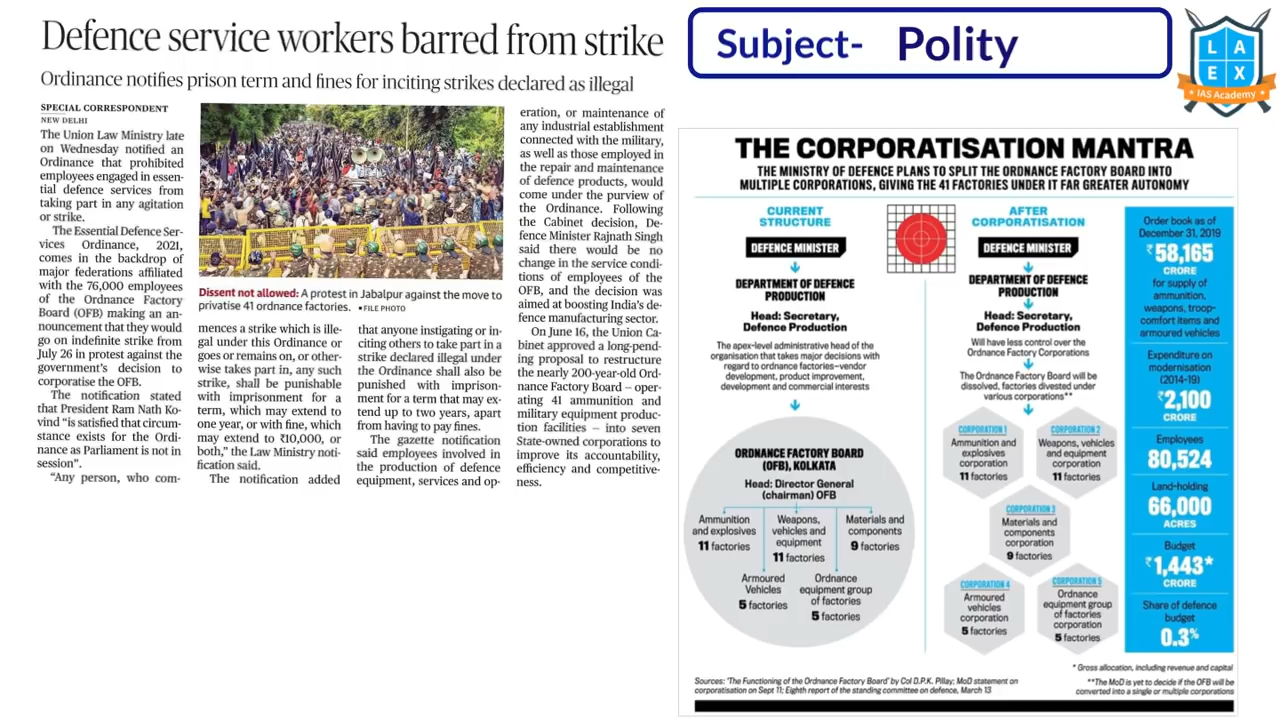 Defence service workers barred from strike
Ordinance notifies prison term and fines for inciting strikes declared as illegal
SPECIAL CORRESPONDENT
NEW DELHI
The Union Law Ministry late
on Wednesday notified an
Ordinance that prohibited
employees engaged in essen-
tial defence services from
taking part in any agitation
or strike.
The Essential Defence Ser-
vices Ordinance, 2021,
comes in the backdrop of
major federations affiliated
with the 76,000 employees
of the Ordnance Factory
Board (OFB) making an an-
nouncement that they would
go on indefinite strike from
July 26 in protest against the
government's decision to
corporatise the OFB.
The notification stated
that President Ram Nath Ko-
vind "is satisfied that circum-
stance exists for the Ordi-
nance as Parliament is not in
session".
"Any person, who com-
Dissent not allowed: A protest in Jabalpur against the move to
privatise 41 ordnance factories. ▪FILE PHOTO
mences a strike which is ille-
gal under this Ordinance or
goes or remains on, or other-
wise takes part in, any such
strike, shall be punishable
with imprisonment for a
term, which may extend to
one year, or with fine, which
may extend to ₹10,000, or
both," the Law Ministry noti-
fication said.
The notification added
that anyone instigating or in-
citing others to take part in a
strike declared illegal under
the Ordinance shall also be
punished with imprison-
ment for a term that may ex-
tend up to two years, apart
from having to pay fines.
The gazette notification
said employees involved in
the production of defence
equipment, services and op-
eration, or maintenance of
any industrial establishment
connected with the military,
as well as those employed in
the repair and maintenance
of defence products, would
come under the purview of
the Ordinance. Following
the Cabinet decision, De-
fence Minister Rajnath Singh
said there would be no
change in the service condi-
tions of employees of the
OFB, and the decision was
aimed at boosting India's de-
fence manufacturing sector.
On June 16, the Union Ca-
binet approved a long-pend-
ing proposal to restructure
the nearly 200-year-old Ord-
nance Factory Board — oper-
ating 41 ammunition and
military equipment produc-
tion facilities — into seven
State-owned corporations to
improve its accountability,
efficiency and competitive-
ness.
Subject- Polity
L A
E X
IAS Academy
THE CORPORATISATION MANTRA
THE MINISTRY OF DEFENCE PLANS TO SPLIT THE ORDNANCE FACTORY BOARD INTO
MULTIPLE CORPORATIONS, GIVING THE 41 FACTORIES UNDER IT FAR GREATER AUTONOMY
CURRENT
STRUCTURE
DEFENCE MINISTER
DEPARTMENT OF DEFENCE
PRODUCTION
Head: Secretary,
Defence Production
The apex-level administrative head of the
organisation that takes major decisions with
regard to ordnance factories–vendor
development, product improvement,
development and commercial interests
ORDNANCE FACTORY BOARD
(OFB), KOLKATA
Head: Director General
(chairman) OFB
Ammunition
and explosives
11 factories
Weapons,
vehicles and
equipment
11 factories
Materials and
components
9 factories
Armoured
Vehicles
5 factories
Ordnance
equipment group
of factories
5 factories
AFTER
CORPORATISATION
DEFENCE MINISTER
DEPARTMENT OF DEFENCE
PRODUCTION
Head: Secretary,
Defence Production
Will have less control over the
Ordnance Factory Corporations
The Ordnance Factory Board will be
dissolved, factories divested under
various corporations**
CORPORATION 1
Ammunition and
explosives
corporation
11 factories
CORPORATION 2
Weapons, vehicles
and equipment
corporation
11 factories
CORPORATION 3
Materials and
components
corporation
9 factories
CORPORATION 4
Armoured
vehicles
corporation
5 factories
CORPORATION 5
Ordnance
equipment group
of factories
corporation
5 factories
Order book as of
December 31, 2019
₹58,165
CRORE
for supply of
ammunition,
weapons, troop-
comfort items and
armoured vehicles
Expenditure on
modernisation
(2014-19)
₹2,100
CRORE
Employees
80,524
Land-holding
66,000
ACRES
Budget
₹1,443*
CRORE
Share of defence
budget
0.3%
* Gross allocation, including revenue and capital
**The MoD is yet to decide if the OFB will be
converted into a single or multiple corporations
Sources: 'The Functioning of the Ordnance Factory Board' by Col D.P.K. Pillay; MoD statement on
corporatisation on Sept 11; Eighth report of the standing committee on defence, March 13